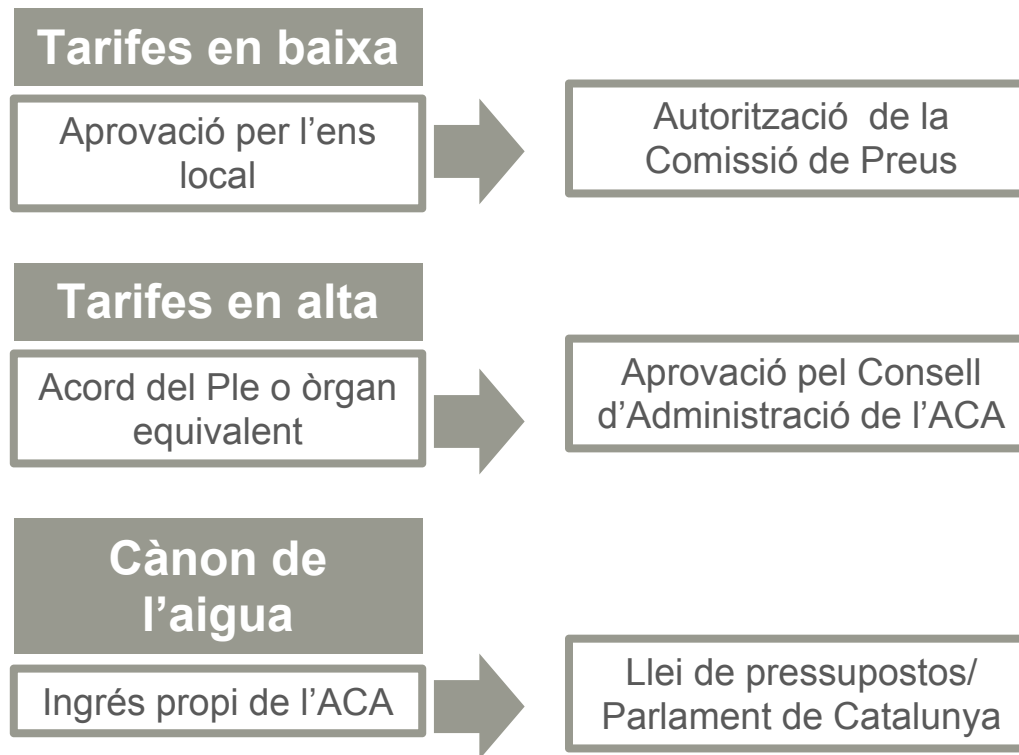 Tarifes en baixa
Aprovació per l’ens
local
Autorització de la
Comissió de Preus
Tarifes en alta
Acord del Ple o òrgan
equivalent
Aprovació pel Consell
d’Administració de l’ACA
Cànon de
l’aigua
Ingrés propi de l’ACA
Llei de pressupostos/
Parlament de Catalunya